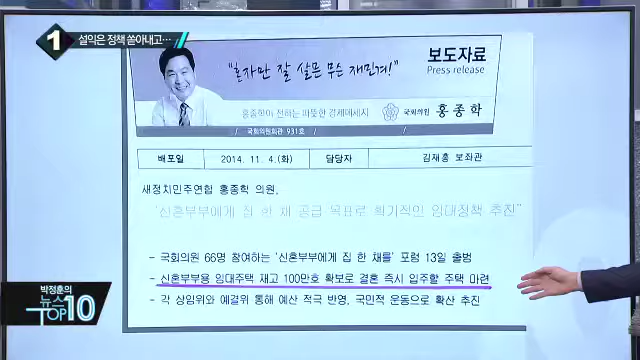 1 설익은 정책 쏟아내고…
"혼자만 잘 살믄 무슨 재민겨!"
보도자료
Press release
홍종학이 전하는 따뜻한 경제메세지
국회의원 홍종학
/ 국회의원회관 931호 /
배포일 2014. 11. 4.(화) 담당자 김재홍 보좌관
새정치민주연합 홍종학 의원,
"신혼부부에게 집 한 채 공급 목표로 획기적인 임대정책 추진"
- 국회의원 66명 참여하는 '신혼부부에게 집 한 채를' 포럼 13일 출범
- 신혼부부용 임대주택 재고 100만호 확보로 결혼 즉시 입주할 주택 마련
- 각 상임위와 예결위 통해 예산 적극 반영, 국민적 운동으로 확산 추진
박정훈의
뉴스
TOP10